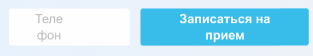 Теле
фон
Записаться на
прием